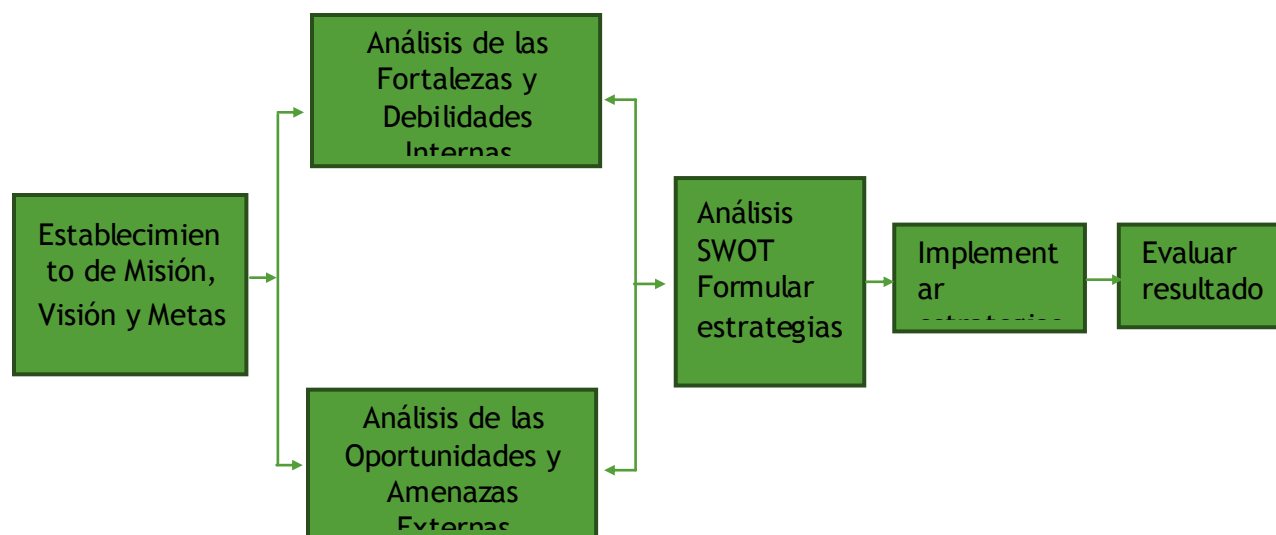 Análisis de las
Fortalezas y
Debilidades
Internas
Establecimien
to de Misión,
Visión y Metas
Análisis de las
Oportunidades y
Amenazas
Externas
Análisis
SWOT
Formular
estrategias
Implement
ar
estrategias
Evaluar
resultado